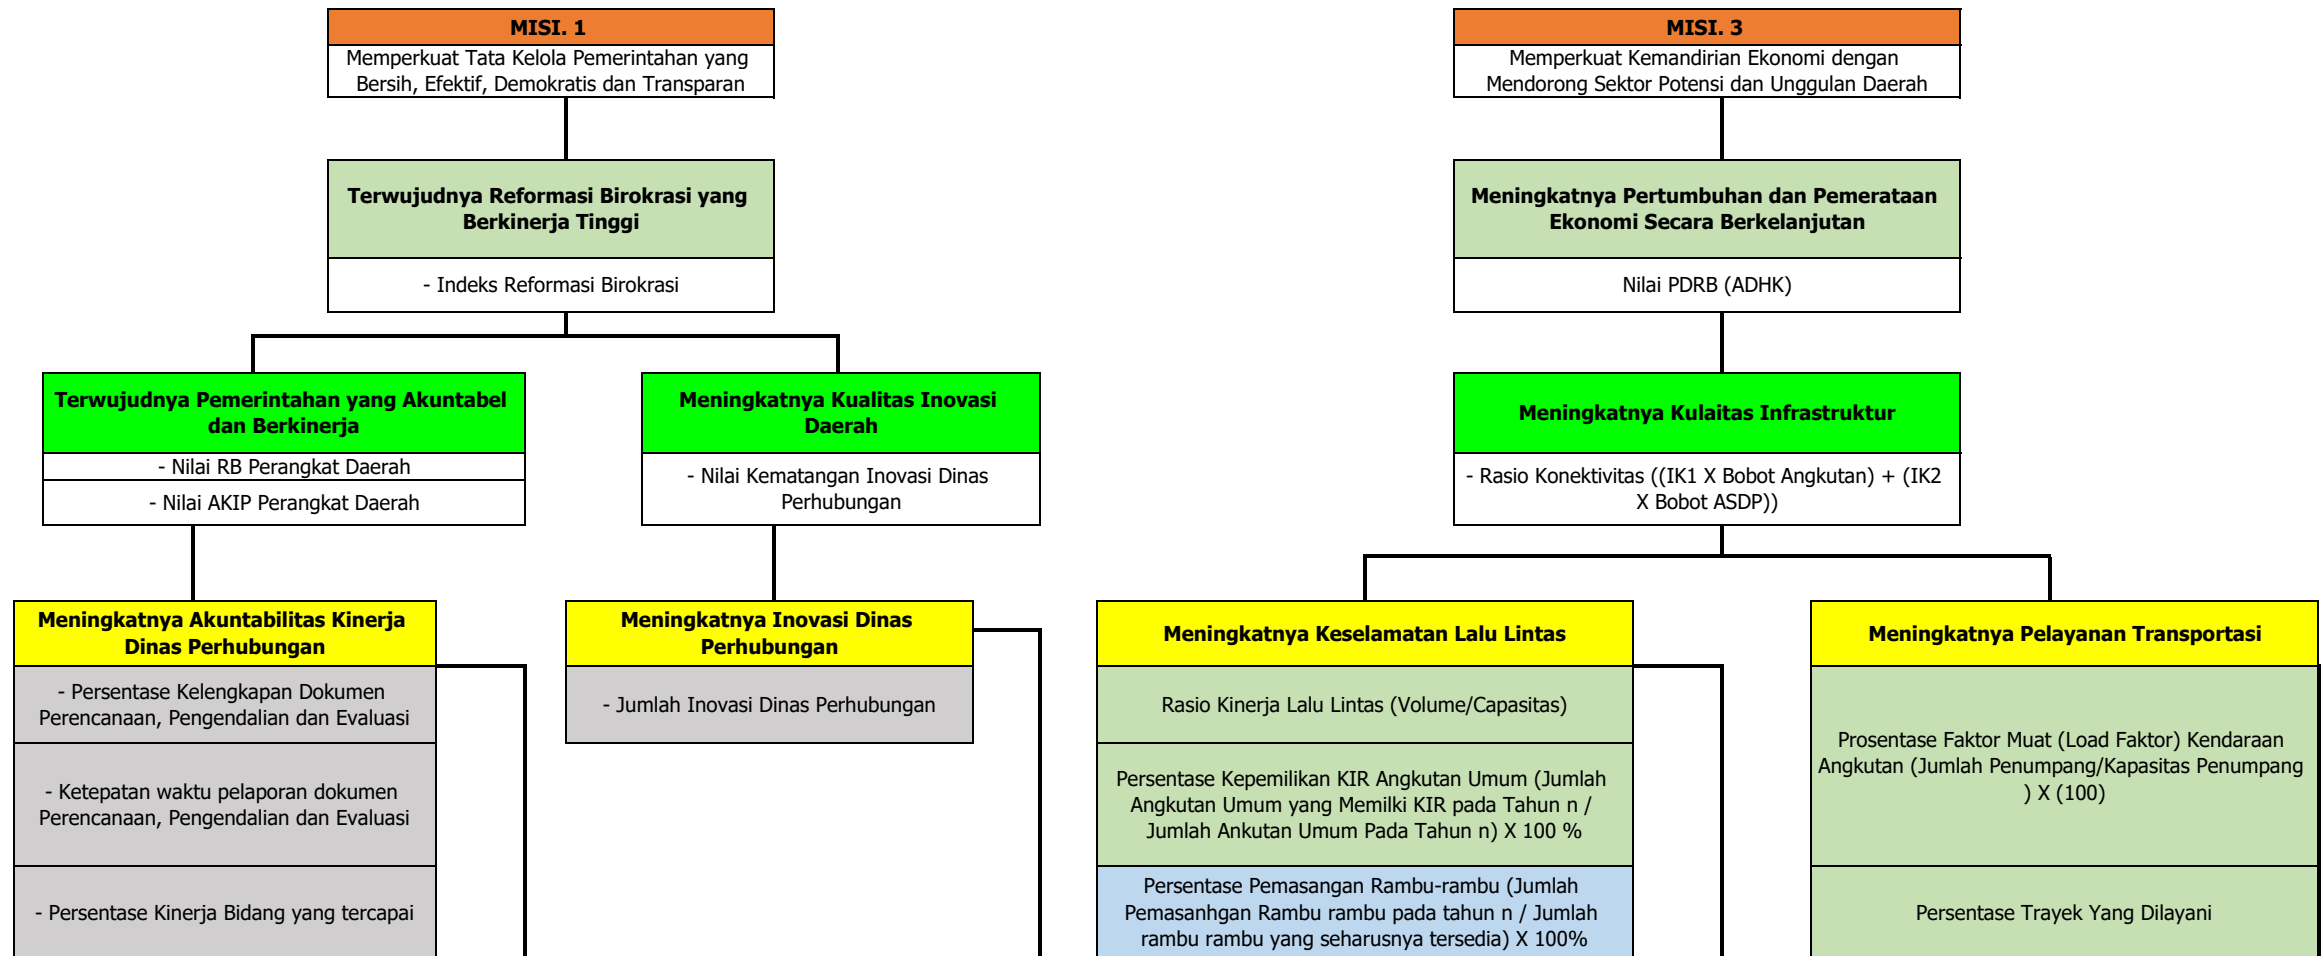 MISI. 1
Memperkuat Tata Kelola Pemerintahan yang
Bersih, Efektif, Demokratis dan Transparan
MISI. 3
Memperkuat Kemandirian Ekonomi dengan
Mendorong Sektor Potensi dan Unggulan Daerah
Terwujudnya Reformasi Birokrasi yang
Berkinerja Tinggi
- Indeks Reformasi Birokrasi
Meningkatnya Pertumbuhan dan Pemerataan
Ekonomi Secara Berkelanjutan
Nilai PDRB (ADHK)
Terwujudnya Pemerintahan yang Akuntabel
dan Berkinerja
- Nilai RB Perangkat Daerah
- Nilai AKIP Perangkat Daerah
Meningkatnya Kualitas Inovasi
Daerah
- Nilai Kematangan Inovasi Dinas
Perhubungan
Meningkatnya Kulaitas Infrastruktur
- Rasio Konektivitas ((IK1 X Bobot Angkutan) + (IK2
X Bobot ASDP))
Meningkatnya Akuntabilitas Kinerja
Dinas Perhubungan
- Persentase Kelengkapan Dokumen
Perencanaan, Pengendalian dan Evaluasi
- Ketepatan waktu pelaporan dokumen
Perencanaan, Pengendalian dan Evaluasi
- Persentase Kinerja Bidang yang tercapai
Meningkatnya Inovasi Dinas
Perhubungan
- Jumlah Inovasi Dinas Perhubungan
Meningkatnya Keselamatan Lalu Lintas
Rasio Kinerja Lalu Lintas (Volume/Capasitas)
Persentase Kepemilikan KIR Angkutan Umum (Jumlah
Angkutan Umum yang Memilki KIR pada Tahun n /
Jumlah Ankutan Umum Pada Tahun n) X 100 %
Persentase Pemasangan Rambu-rambu (Jumlah
Pemasanhgan Rambu rambu pada tahun n / Jumlah
rambu rambu yang seharusnya tersedia) X 100%
Meningkatnya Pelayanan Transportasi
Prosentase Faktor Muat (Load Faktor) Kendaraan
Angkutan (Jumlah Penumpang/Kapasitas Penumpang
) X (100)
Persentase Trayek Yang Dilayani